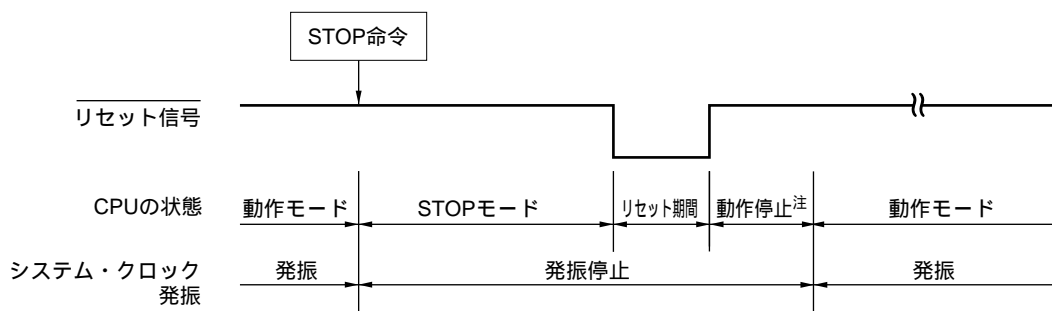 STOP命令
リセット信号
CPUの状態
動作モード
STOPモード
リセット期間
動作停止注
動作モード
システム・クロック
発振
発振
発振停止
発振